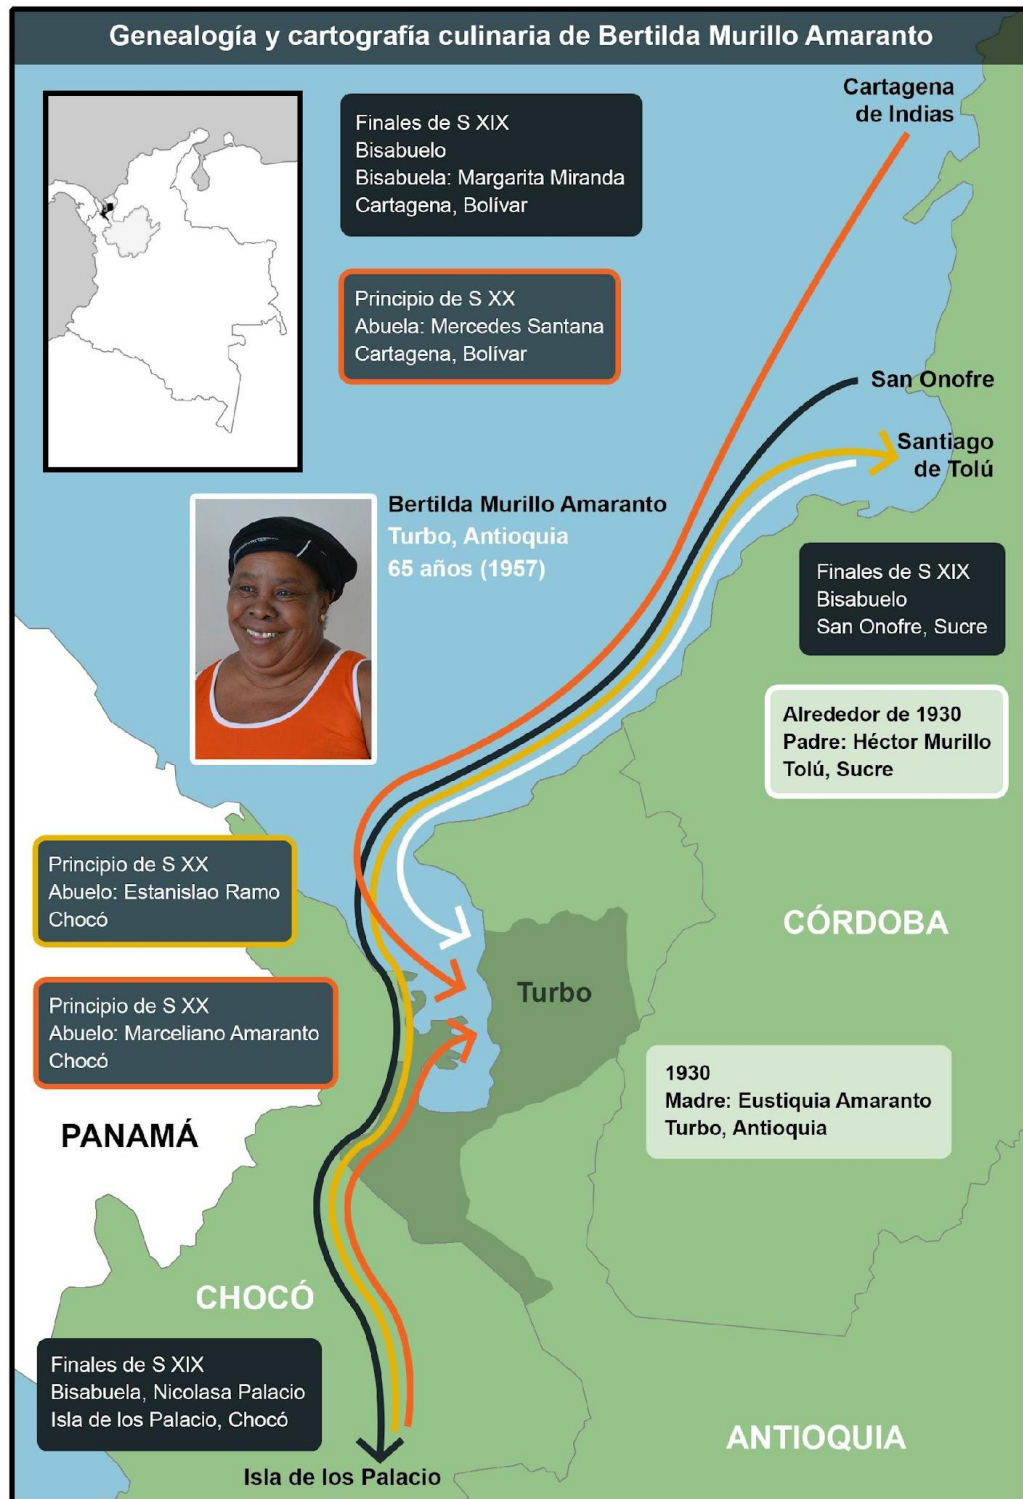 Genealogía y cartografía culinaria de Bertilda Murillo Amaranto
Cartagena
de Indias
Finales de S XIX
Bisabuelo
Bisabuela: Margarita Miranda
Cartagena, Bolívar
Principio de S XX
Abuela: Mercedes Santana
Cartagena, Bolívar
San Onofre
Santiago
de Tolú
Bertilda Murillo Amaranto
Turbo, Antioquia
65 años (1957)
Finales de S XIX
Bisabuelo
San Onofre, Sucre
Alrededor de 1930
Padre: Héctor Murillo
Tolú, Sucre
Principio de S XX
Abuelo: Estanislao Ramo
Chocó
CÓRDOBA
Turbo
Principio de S XX
Abuelo: Marceliano Amaranto
Chocó
1930
Madre: Eustiquia Amaranto
Turbo, Antioquia
PANAMÁ
CHOCÓ
Finales de S XIX
Bisabuela, Nicolasa Palacio
Isla de los Palacio, Chocó
ANTIOQUIA
Isla de los Palacio